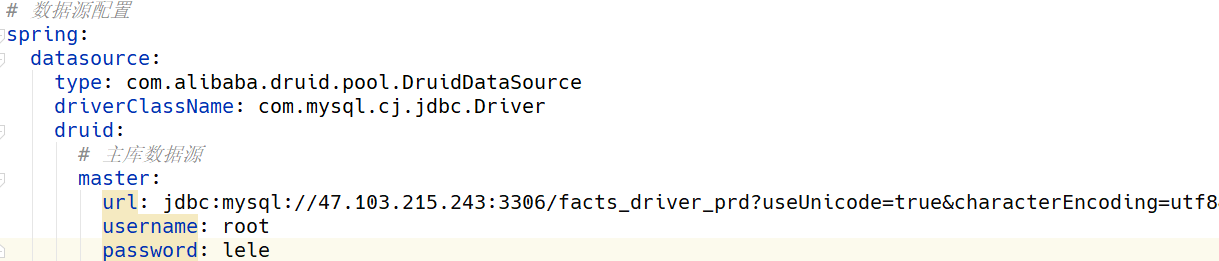 # 数据源配置
spring:
  datasource:
    type: com.alibaba.druid.pool.DruidDataSource
    driverClassName: com.mysql.cj.jdbc.Driver
    druid:
      # 主库数据源
      master:
        url: jdbc:mysql://47.103.215.243:3306/facts_driver_prd?useUnicode=true&characterEncoding=utf8
        username: root
        password: lele